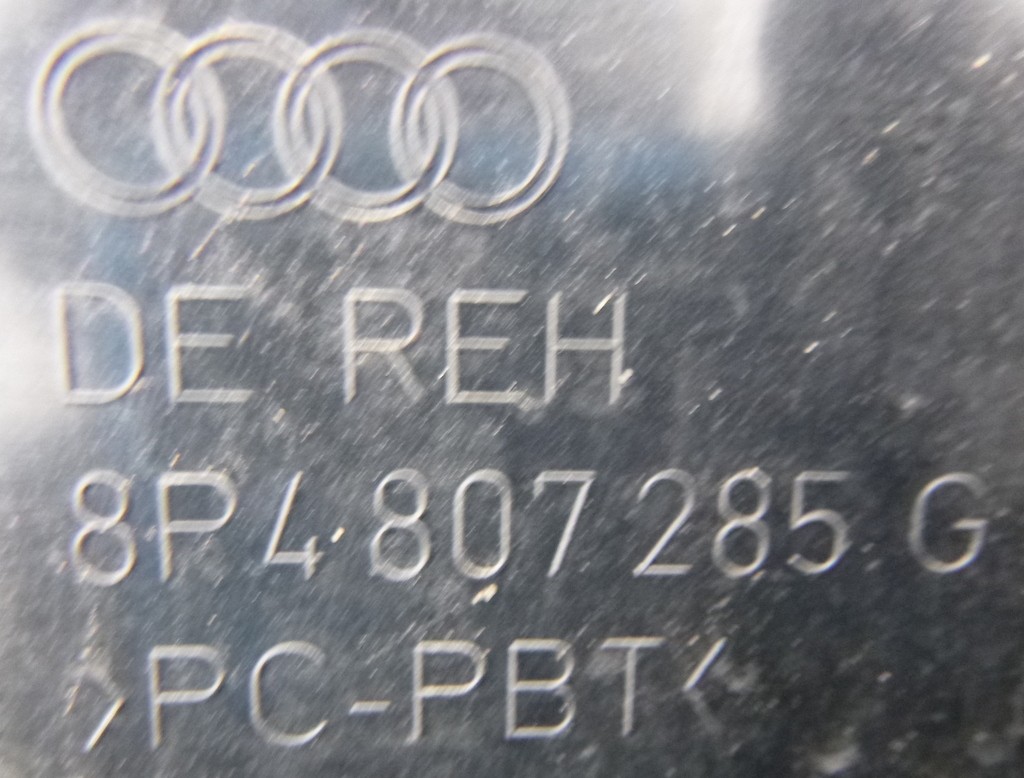 DE REH
8P4 807 285 G
>PC-PBT<